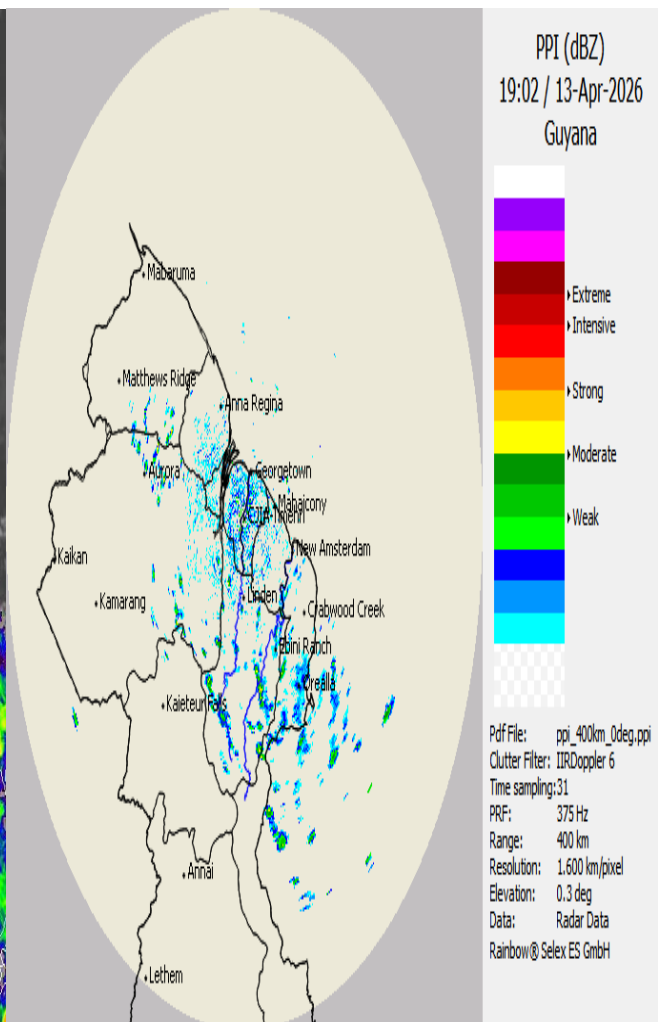 PPI (dBZ)
19:02 / 13-Apr-2026
Guyana
Extreme
Intensive
Strong
Moderate
Weak
Mabaruma
Matthews Ridge
Anna Regina
Aurora
Georgetown
Mahaicony
CJIA-Timehri
New Amsterdam
Kaikan
Linden
Kamarang
Crabwood Creek
Ebini Ranch
Orealla
Kaieteur Falls
Annai
Lethem
Pdf File: ppi_400km_0deg.ppi
Clutter Filter: IIRDoppler 6
Time sampling:31
PRF: 375 Hz
Range: 400 km
Resolution: 1.600 km/pixel
Elevation: 0.3 deg
Data: Radar Data
Rainbow® Selex ES GmbH